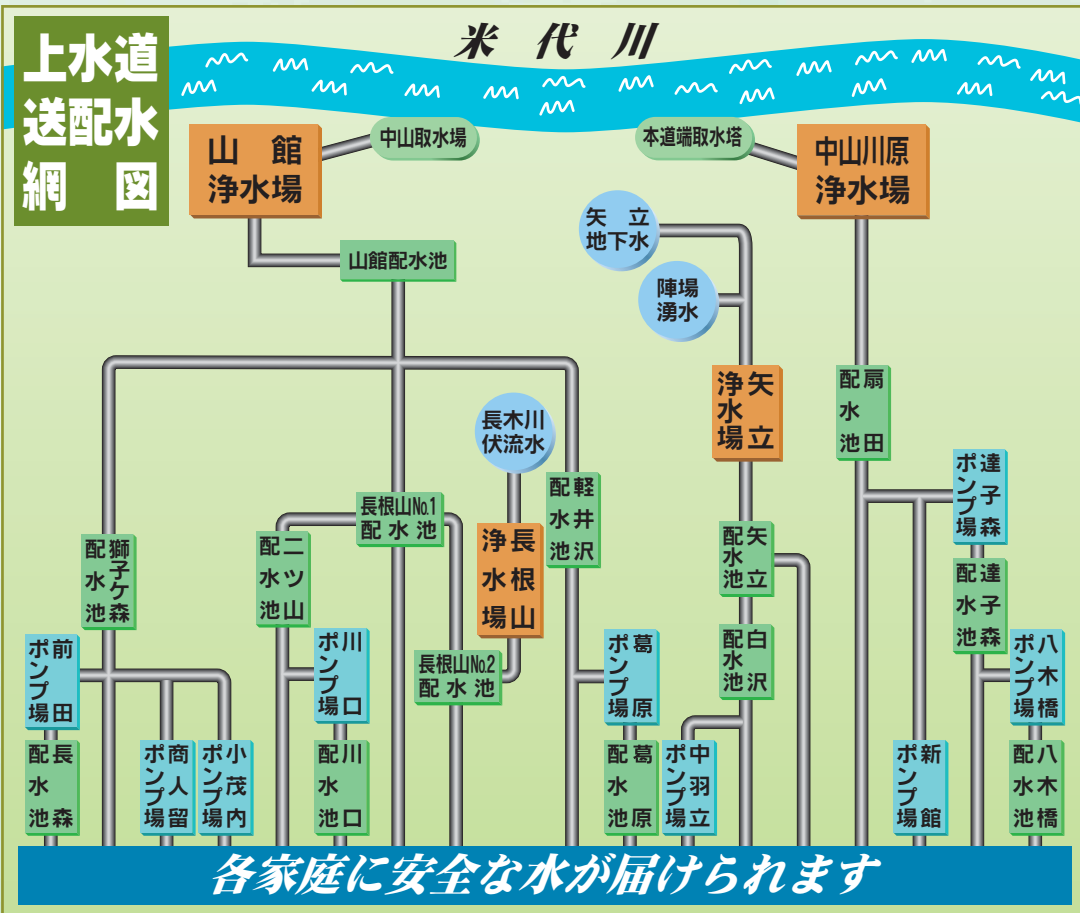 上水道
送配水
網　図
米代川
中山取水場
本道端取水塔
山　館
浄水場
中山川原
浄水場
矢　立
地下水
山館配水池
陣場
湧水
矢立
浄水場
扇田
配水池
長木川
伏流水
達子森
ポンプ場
軽井沢
配水池
長根山No.1
配水池
長根山
浄水場
矢立
配水池
獅子ケ森
配水池
二ツ山
配水池
達子森
配水池
白沢
配水池
川口
ポンプ場
葛原
ポンプ場
八木橋
ポンプ場
前田
ポンプ場
長根山No.2
配水池
長森
配水池
商人留
ポンプ場
小茂内
ポンプ場
川口
配水池
葛原
配水池
中羽立
ポンプ場
新館
ポンプ場
八木橋
配水池
各家庭に安全な水が届けられます